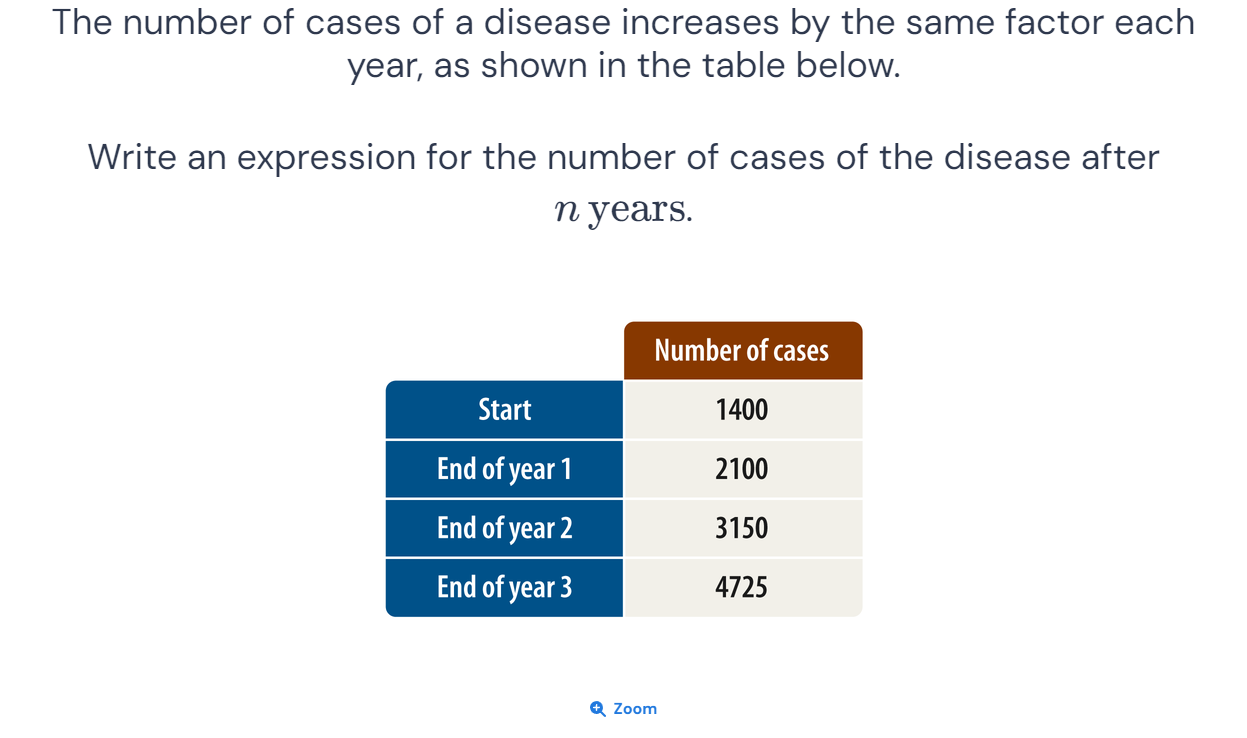 The number of cases of a disease increases by the same factor each
year, as shown in the table below.
Write an expression for the number of cases of the disease after
n years.
Number of cases
Start 1400
End of year 1 2100
End of year 2 3150
End of year 3 4725
Zoom